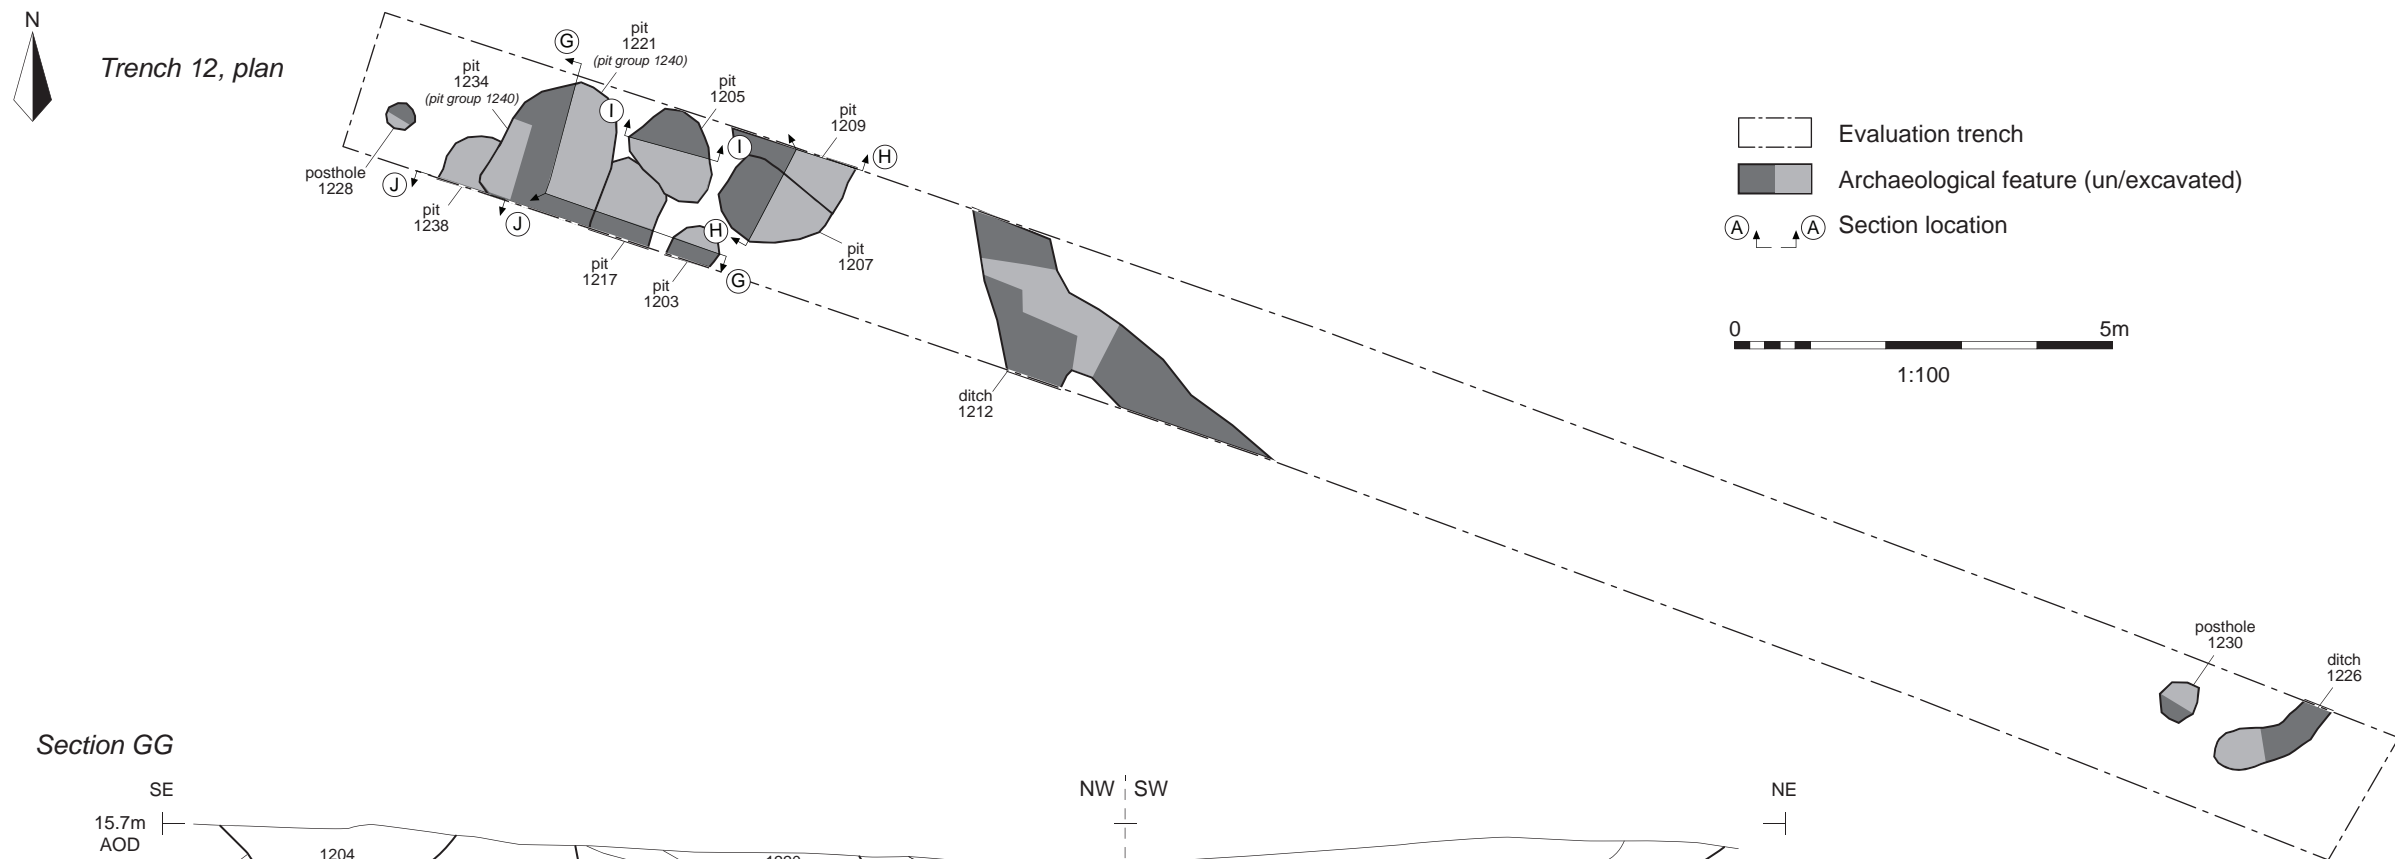 N
Trench 12, plan
G
pit
1221
(pit group 1240)
pit
1234
(pit group 1240)
pit
1205
pit
1209
I
I
H
posthole
1228
J
pit
1238
J
H
pit
1217
pit
1203
G
pit
1207
ditch
1212
Evaluation trench
Archaeological feature (un/excavated)
A A Section location
0 5m
1:100
posthole
1230
ditch
1226
Section GG
SE
NW SW
NE
15.7m
AOD
1204